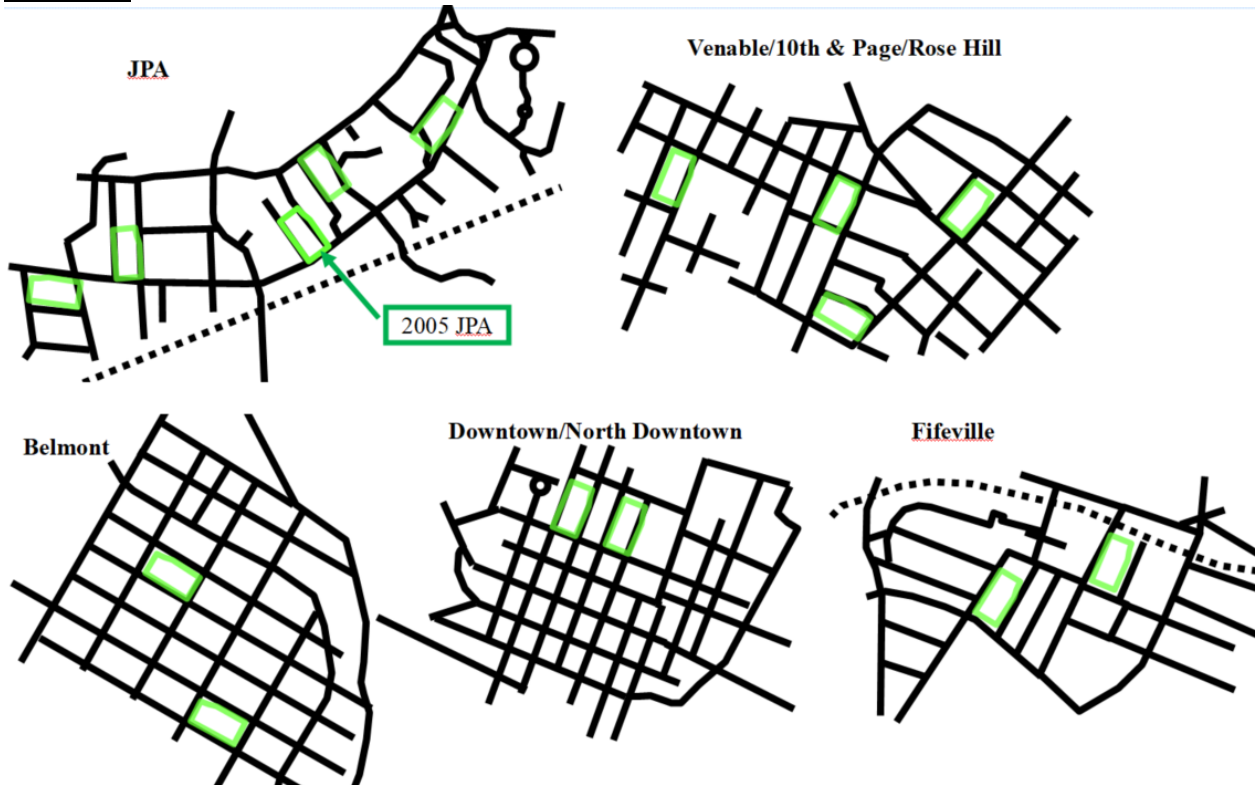 JPA
Venable/10th & Page/Rose Hill
2005 JPA
Belmont
Downtown/North Downtown
Fifeville